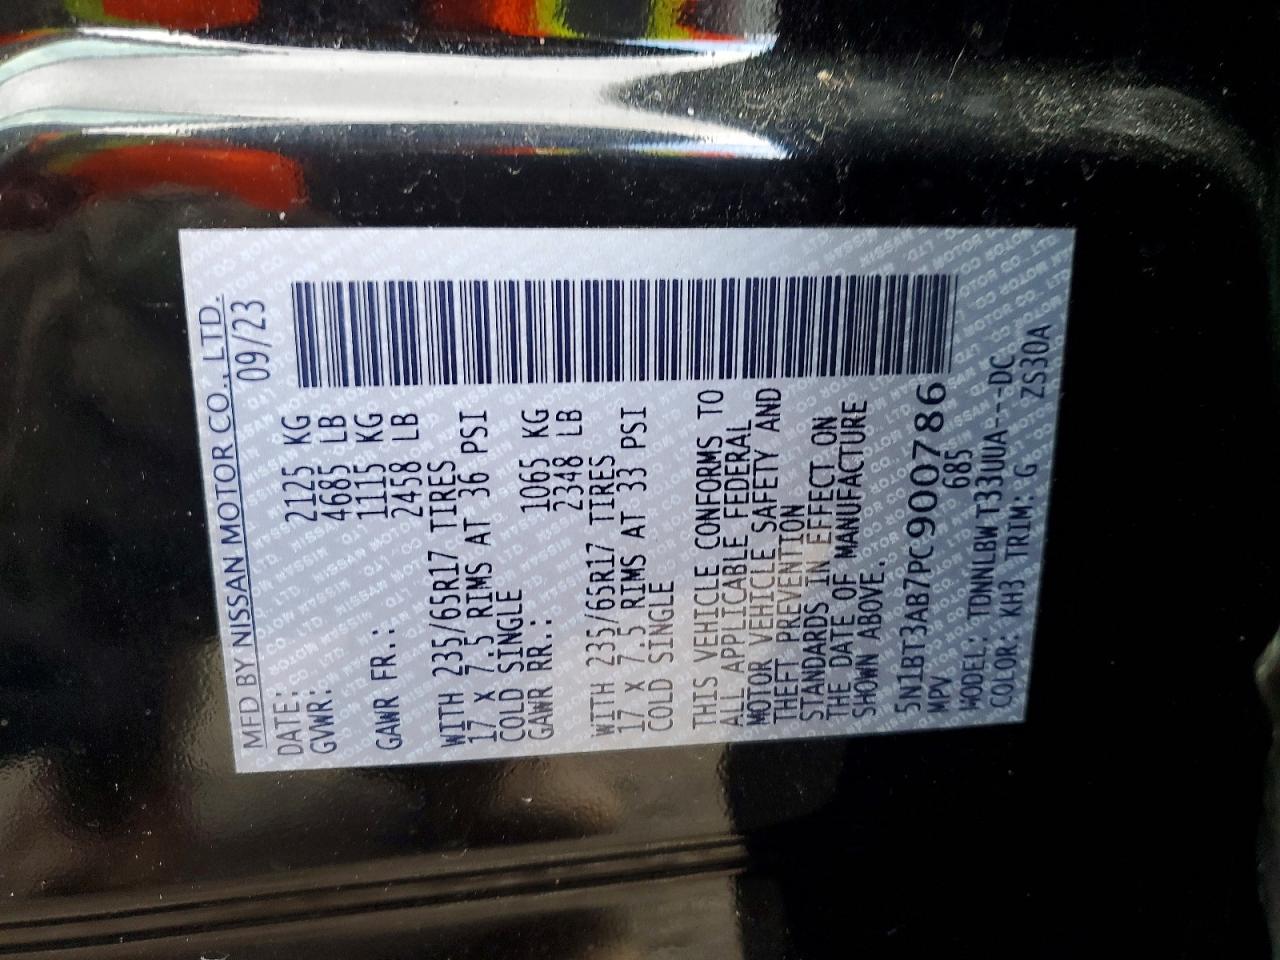 MFD BY NISSAN MOTOR CO., LTD.
DATE: 09/23
GVWR: 2125 KG
4685 LB
GAWR FR.: 1115 KG
2458 LB
WITH 235/65R17 TIRES
17 X 7.5 RIMS AT 36 PSI
COLD SINGLE
GAWR RR.: 1065 KG
2348 LB
WITH 235/65R17 TIRES
17 X 7.5 RIMS AT 33 PSI
COLD SINGLE
THIS VEHICLE CONFORMS TO
ALL APPLICABLE FEDERAL
MOTOR VEHICLE SAFETY AND
THEFT PREVENTION
STANDARDS IN EFFECT ON
THE DATE OF MANUFACTURE
SHOWN ABOVE.
5N1BT3AB7PC900786
MPV 685
MODEL: TDNNLBW T33UUA---DC
COLOR: KH3 TRIM: G ZS30A